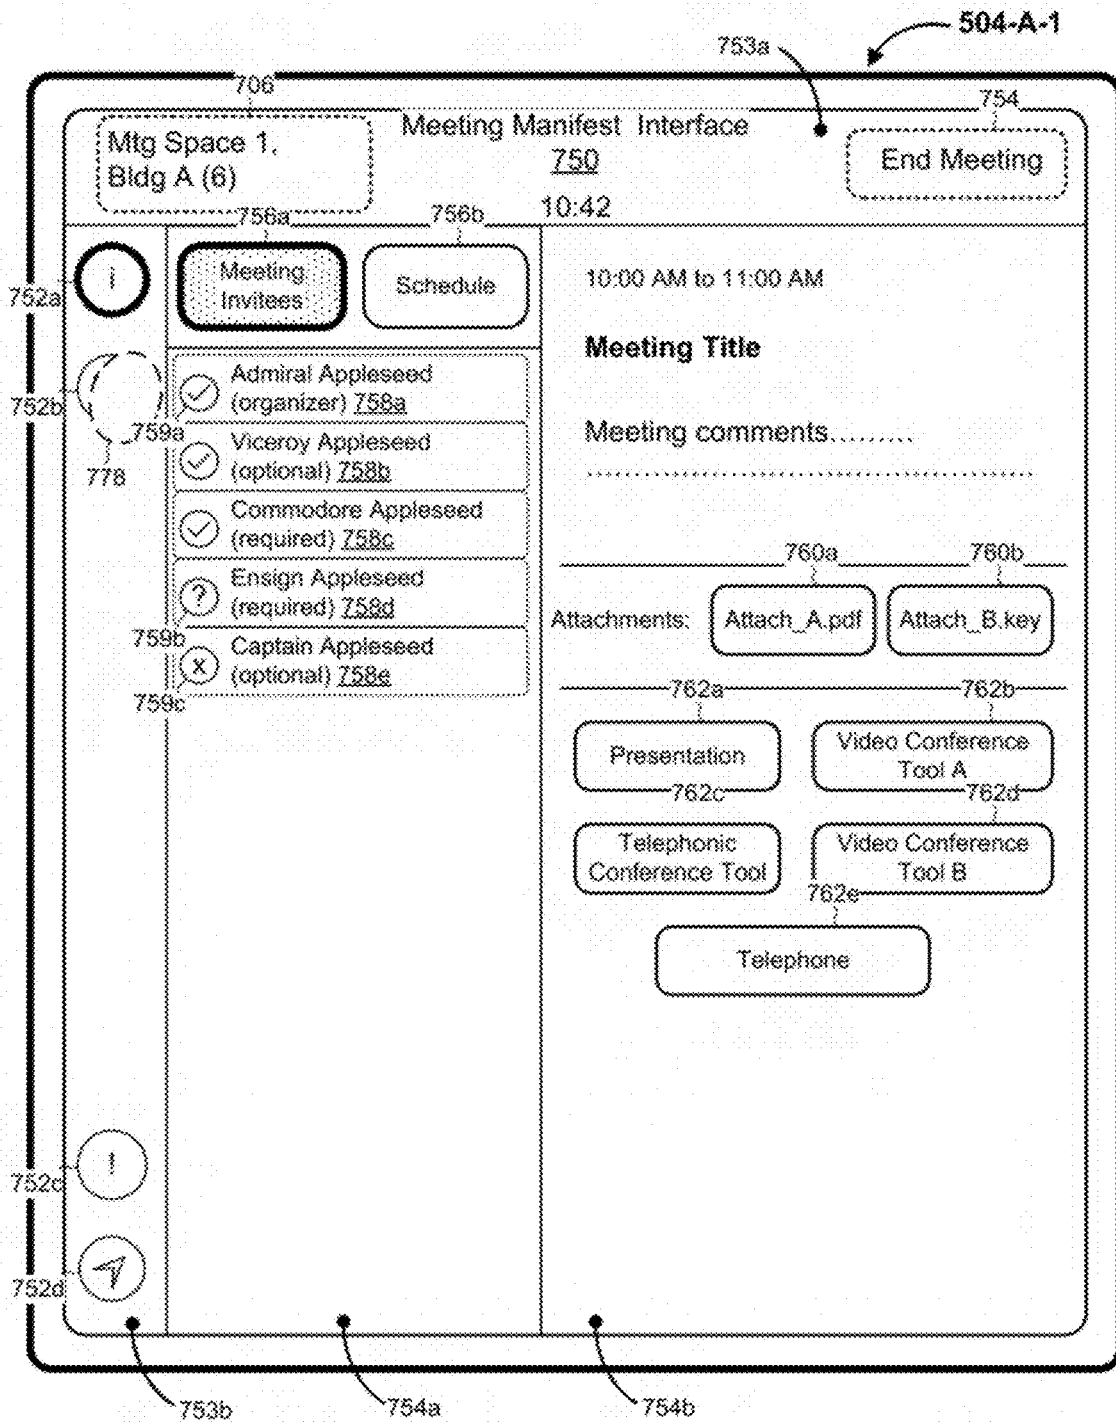 504-A-1
753a
706
754
Mtg Space 1,
Bldg A (6)
Meeting Manifest Interface
750
10:42
End Meeting
756a
756b
752a
i
Meeting
Invitees
Schedule
10:00 AM to 11:00 AM
Meeting Title
752b
778
759a
Admiral Appleseed
(organizer) 758a
Viceroy Appleseed
(optional) 758b
Commodore Appleseed
(required) 758c
?
Ensign Appleseed
(required) 758d
759b
x
Captain Appleseed
(optional) 758e
759c
Meeting comments.........
760a
760b
Attachments:
Attach_A.pdf
Attach_B.key
762a
762b
Presentation
Video Conference
Tool A
762c
762d
Telephonic
Conference Tool
Video Conference
Tool B
762e
Telephone
!
752c
752d
753b
754a
754b